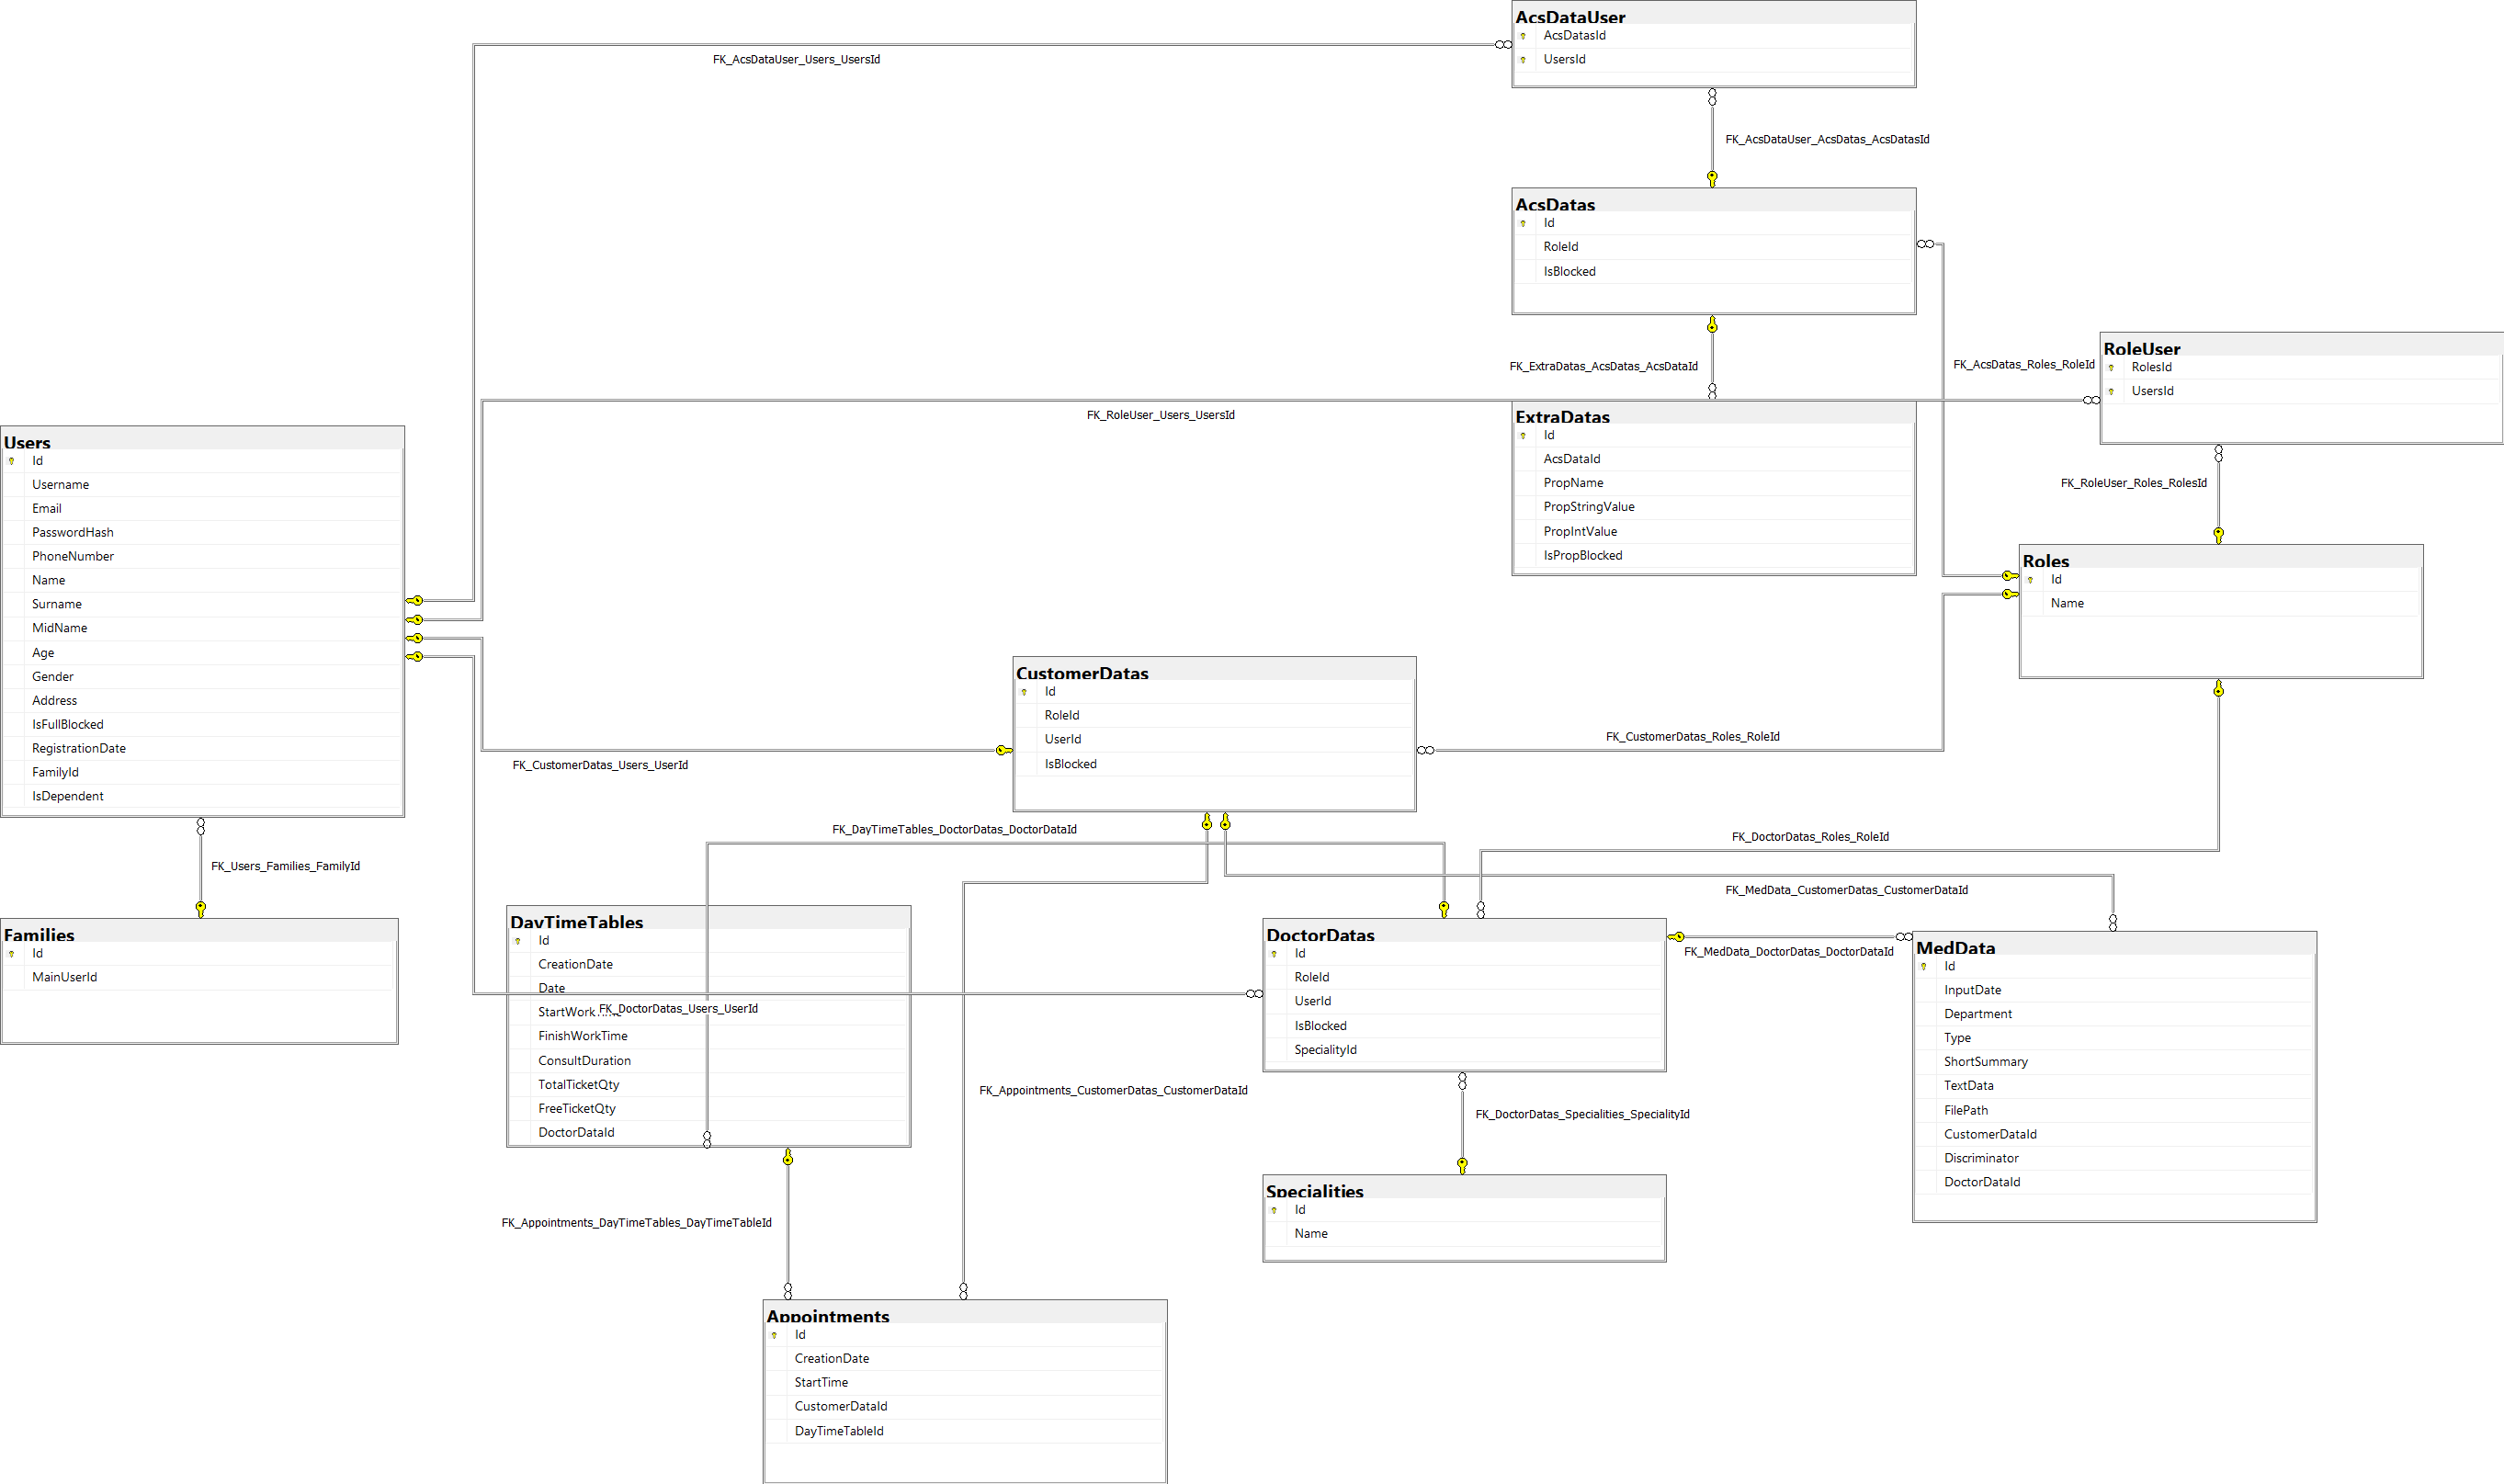 AcsDataUser
AcsDatasId
UsersId
FK_AcsDataUser_Users_UsersId
FK_AcsDataUser_AcsDatas_AcsDatasId
AcsDatas
Id
RoleId
IsBlocked
FK_ExtraDatas_AcsDatas_AcsDataId
FK_AcsDatas_Roles_RoleId
RoleUser
RolesId
UsersId
FK_RoleUser_Users_UsersId
ExtraDatas
Id
AcsDataId
PropName
PropStringValue
PropIntValue
IsPropBlocked
FK_RoleUser_Roles_RolesId
Users
Id
Username
Email
PasswordHash
PhoneNumber
Name
Surname
MidName
Age
Gender
Address
IsFullBlocked
RegistrationDate
FamilyId
IsDependent
Roles
Id
Name
CustomerDatas
Id
RoleId
UserId
IsBlocked
FK_CustomerDatas_Roles_RoleId
FK_CustomerDatas_Users_UserId
FK_DayTimeTables_DoctorDatas_DoctorDataId
FK_DoctorDatas_Roles_RoleId
FK_Users_Families_FamilyId
FK_MedData_CustomerDatas_CustomerDataId
Families
Id
MainUserId
DayTimeTables
Id
CreationDate
Date
StartWork
FinishWorkTime
ConsultDuration
TotalTicketQty
FreeTicketQty
DoctorDataId
FK_DoctorDatas_Users_UserId
DoctorDatas
Id
RoleId
UserId
IsBlocked
SpecialityId
FK_MedData_DoctorDatas_DoctorDataId
MedData
Id
InputDate
Department
Type
ShortSummary
TextData
FilePath
CustomerDataId
Discriminator
DoctorDataId
FK_Appointments_CustomerDatas_CustomerDataId
FK_DoctorDatas_Specialities_SpecialityId
Specialities
Id
Name
FK_Appointments_DayTimeTables_DayTimeTableId
Appointments
Id
CreationDate
StartTime
CustomerDataId
DayTimeTableId